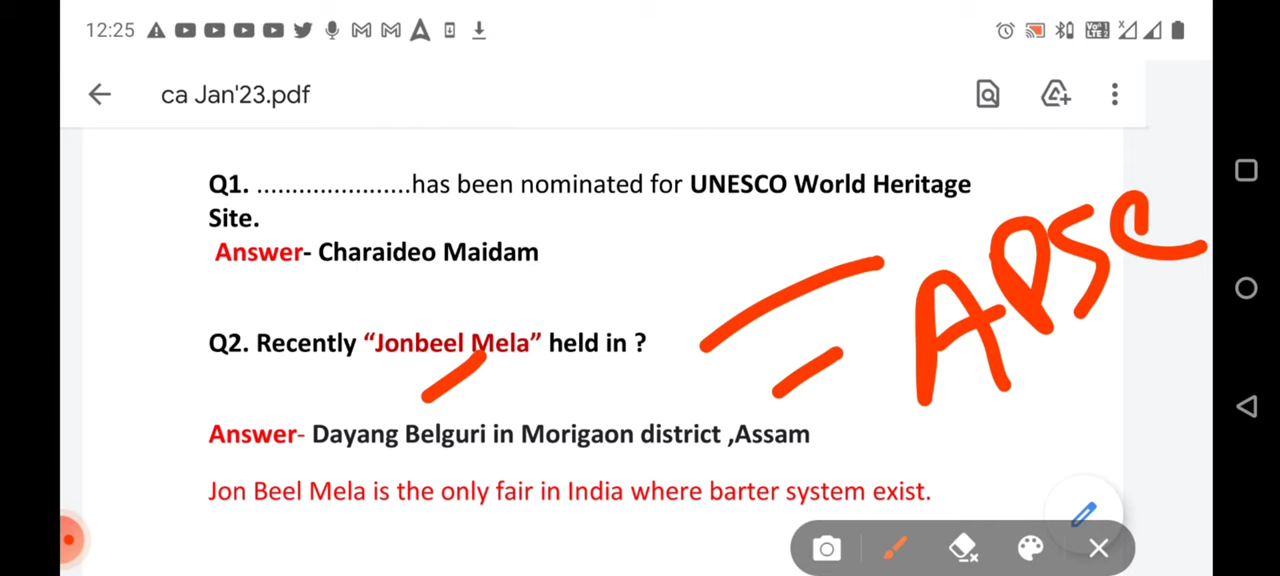 12:25
ca Jan'23.pdf
Q1. ......................has been nominated for UNESCO World Heritage
Site.
Answer- Charaideo Maidam
APSC
Q2. Recently “Jonbeel Mela” held in ?
Answer- Dayang Belguri in Morigaon district ,Assam
Jon Beel Mela is the only fair in India where barter system exist.